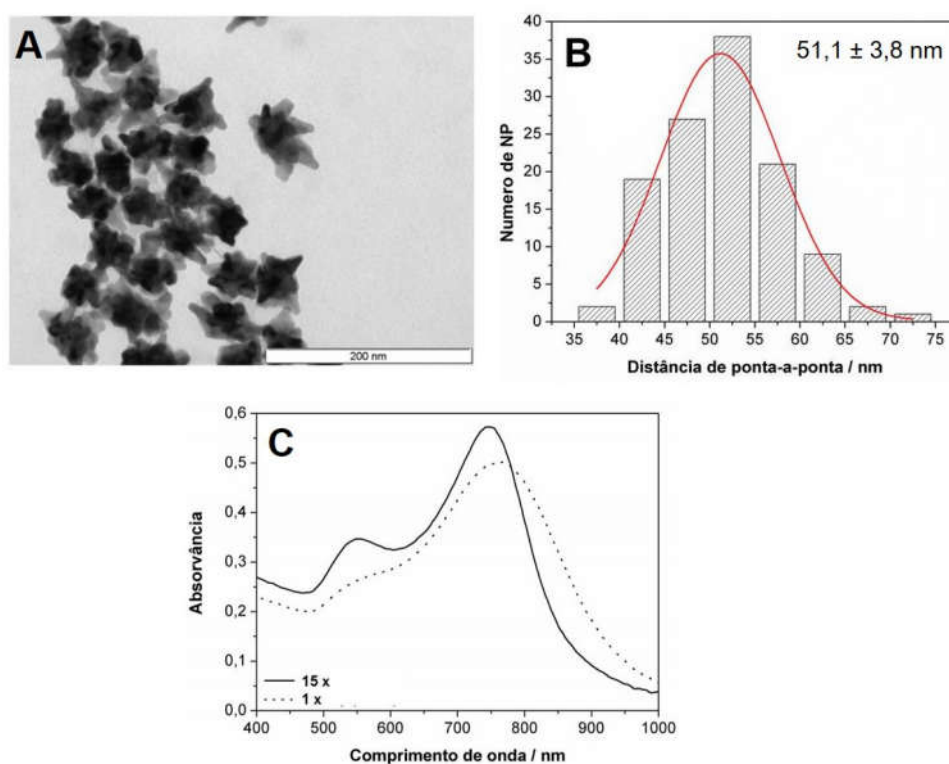 A
200 nm
B
51,1 ± 3,8 nm
Numero de NP
40
35
30
25
20
15
10
5
0
35 40 45 50 55 60 65 70 75
Distância de ponta-a-ponta / nm
C
Absorvância
0,6
0,5
0,4
0,3
0,2
0,1
0,0
15 x
1 x
400 500 600 700 800 900 1000
Comprimento de onda / nm